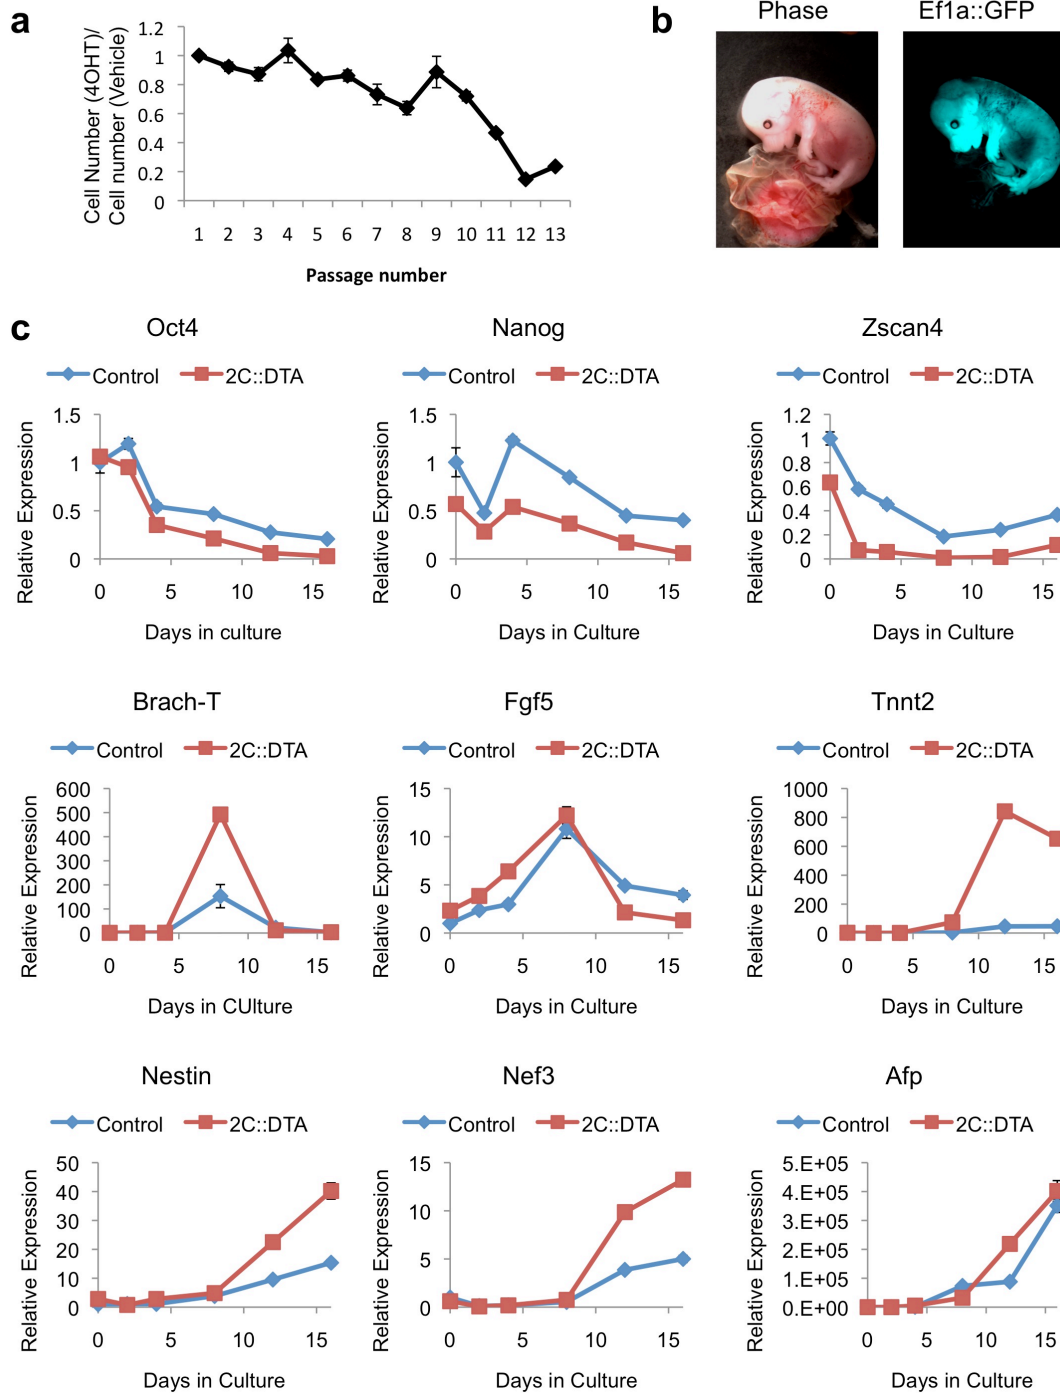 a
Cell Number (4OHT)/
Cell number (Vehicle)
1.2
1
0.8
0.6
0.4
0.2
0
1 2 3 4 5 6 7 8 9 10 11 12 13
Passage number
b
Phase
Ef1a::GFP
c
Oct4
Control 2C::DTA
Relative Expression
1.5
1
0.5
0
0 5 10 15
Days in culture
Nanog
Control 2C::DTA
Relative Expression
1.5
1
0.5
0
0 5 10 15
Days in Culture
Zscan4
Control 2C::DTA
Relative Expression
1.2
1
0.8
0.6
0.4
0.2
0
0 5 10 15
Days in Culture
Brach-T
Control 2C::DTA
Relative Expression
600
500
400
300
200
100
0
0 5 10 15
Days in CUlture
Fgf5
Control 2C::DTA
Relative Expression
15
10
5
0
0 5 10 15
Days in Culture
Tnnt2
Control 2C::DTA
Relative Expression
1000
800
600
400
200
0
0 5 10 15
Days in Culture
Nestin
Control 2C::DTA
Relative Expression
50
40
30
20
10
0
0 5 10 15
Days in Culture
Nef3
Control 2C::DTA
Relative Expression
15
10
5
0
0 5 10 15
Days in Culture
Afp
Control 2C::DTA
Relative Expression
5.E+05
4.E+05
3.E+05
2.E+05
1.E+05
0.E+00
0 5 10 15
Days in Culture